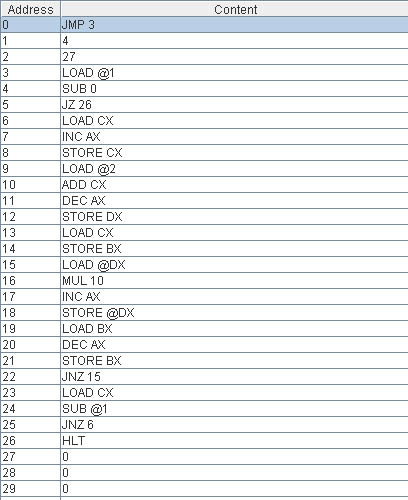 Address Content
0 JMP 3
1 4
2 27
3 LOAD @1
4 SUB 0
5 JZ 26
6 LOAD CX
7 INC AX
8 STORE CX
9 LOAD @2
10 ADD CX
11 DEC AX
12 STORE DX
13 LOAD CX
14 STORE BX
15 LOAD @DX
16 MUL 10
17 INC AX
18 STORE @DX
19 LOAD BX
20 DEC AX
21 STORE BX
22 JNZ 15
23 LOAD CX
24 SUB @1
25 JNZ 6
26 HLT
27 0
28 0
29 0